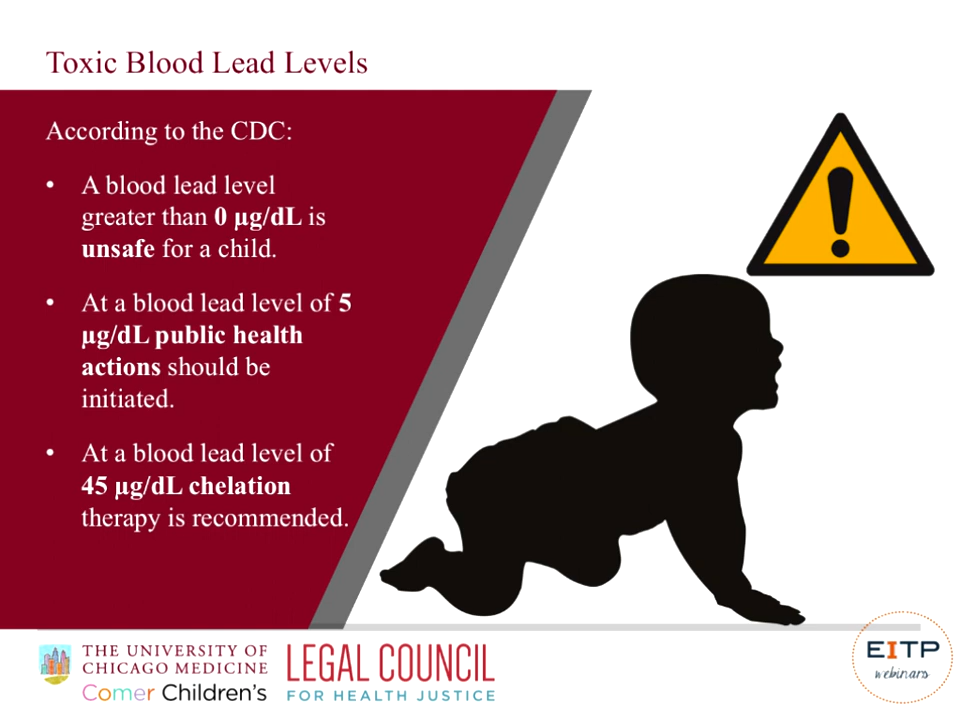 Toxic Blood Lead Levels
According to the CDC:
• A blood lead level
greater than 0 µg/dL is
unsafe for a child.
• At a blood lead level of 5
µg/dL public health
actions should be
initiated.
• At a blood lead level of
45 µg/dL chelation
therapy is recommended.
THE UNIVERSITY OF
CHICAGO MEDICINE
Comer Children's
LEGAL COUNCIL
FOR HEALTH JUSTICE
EITP
webinars